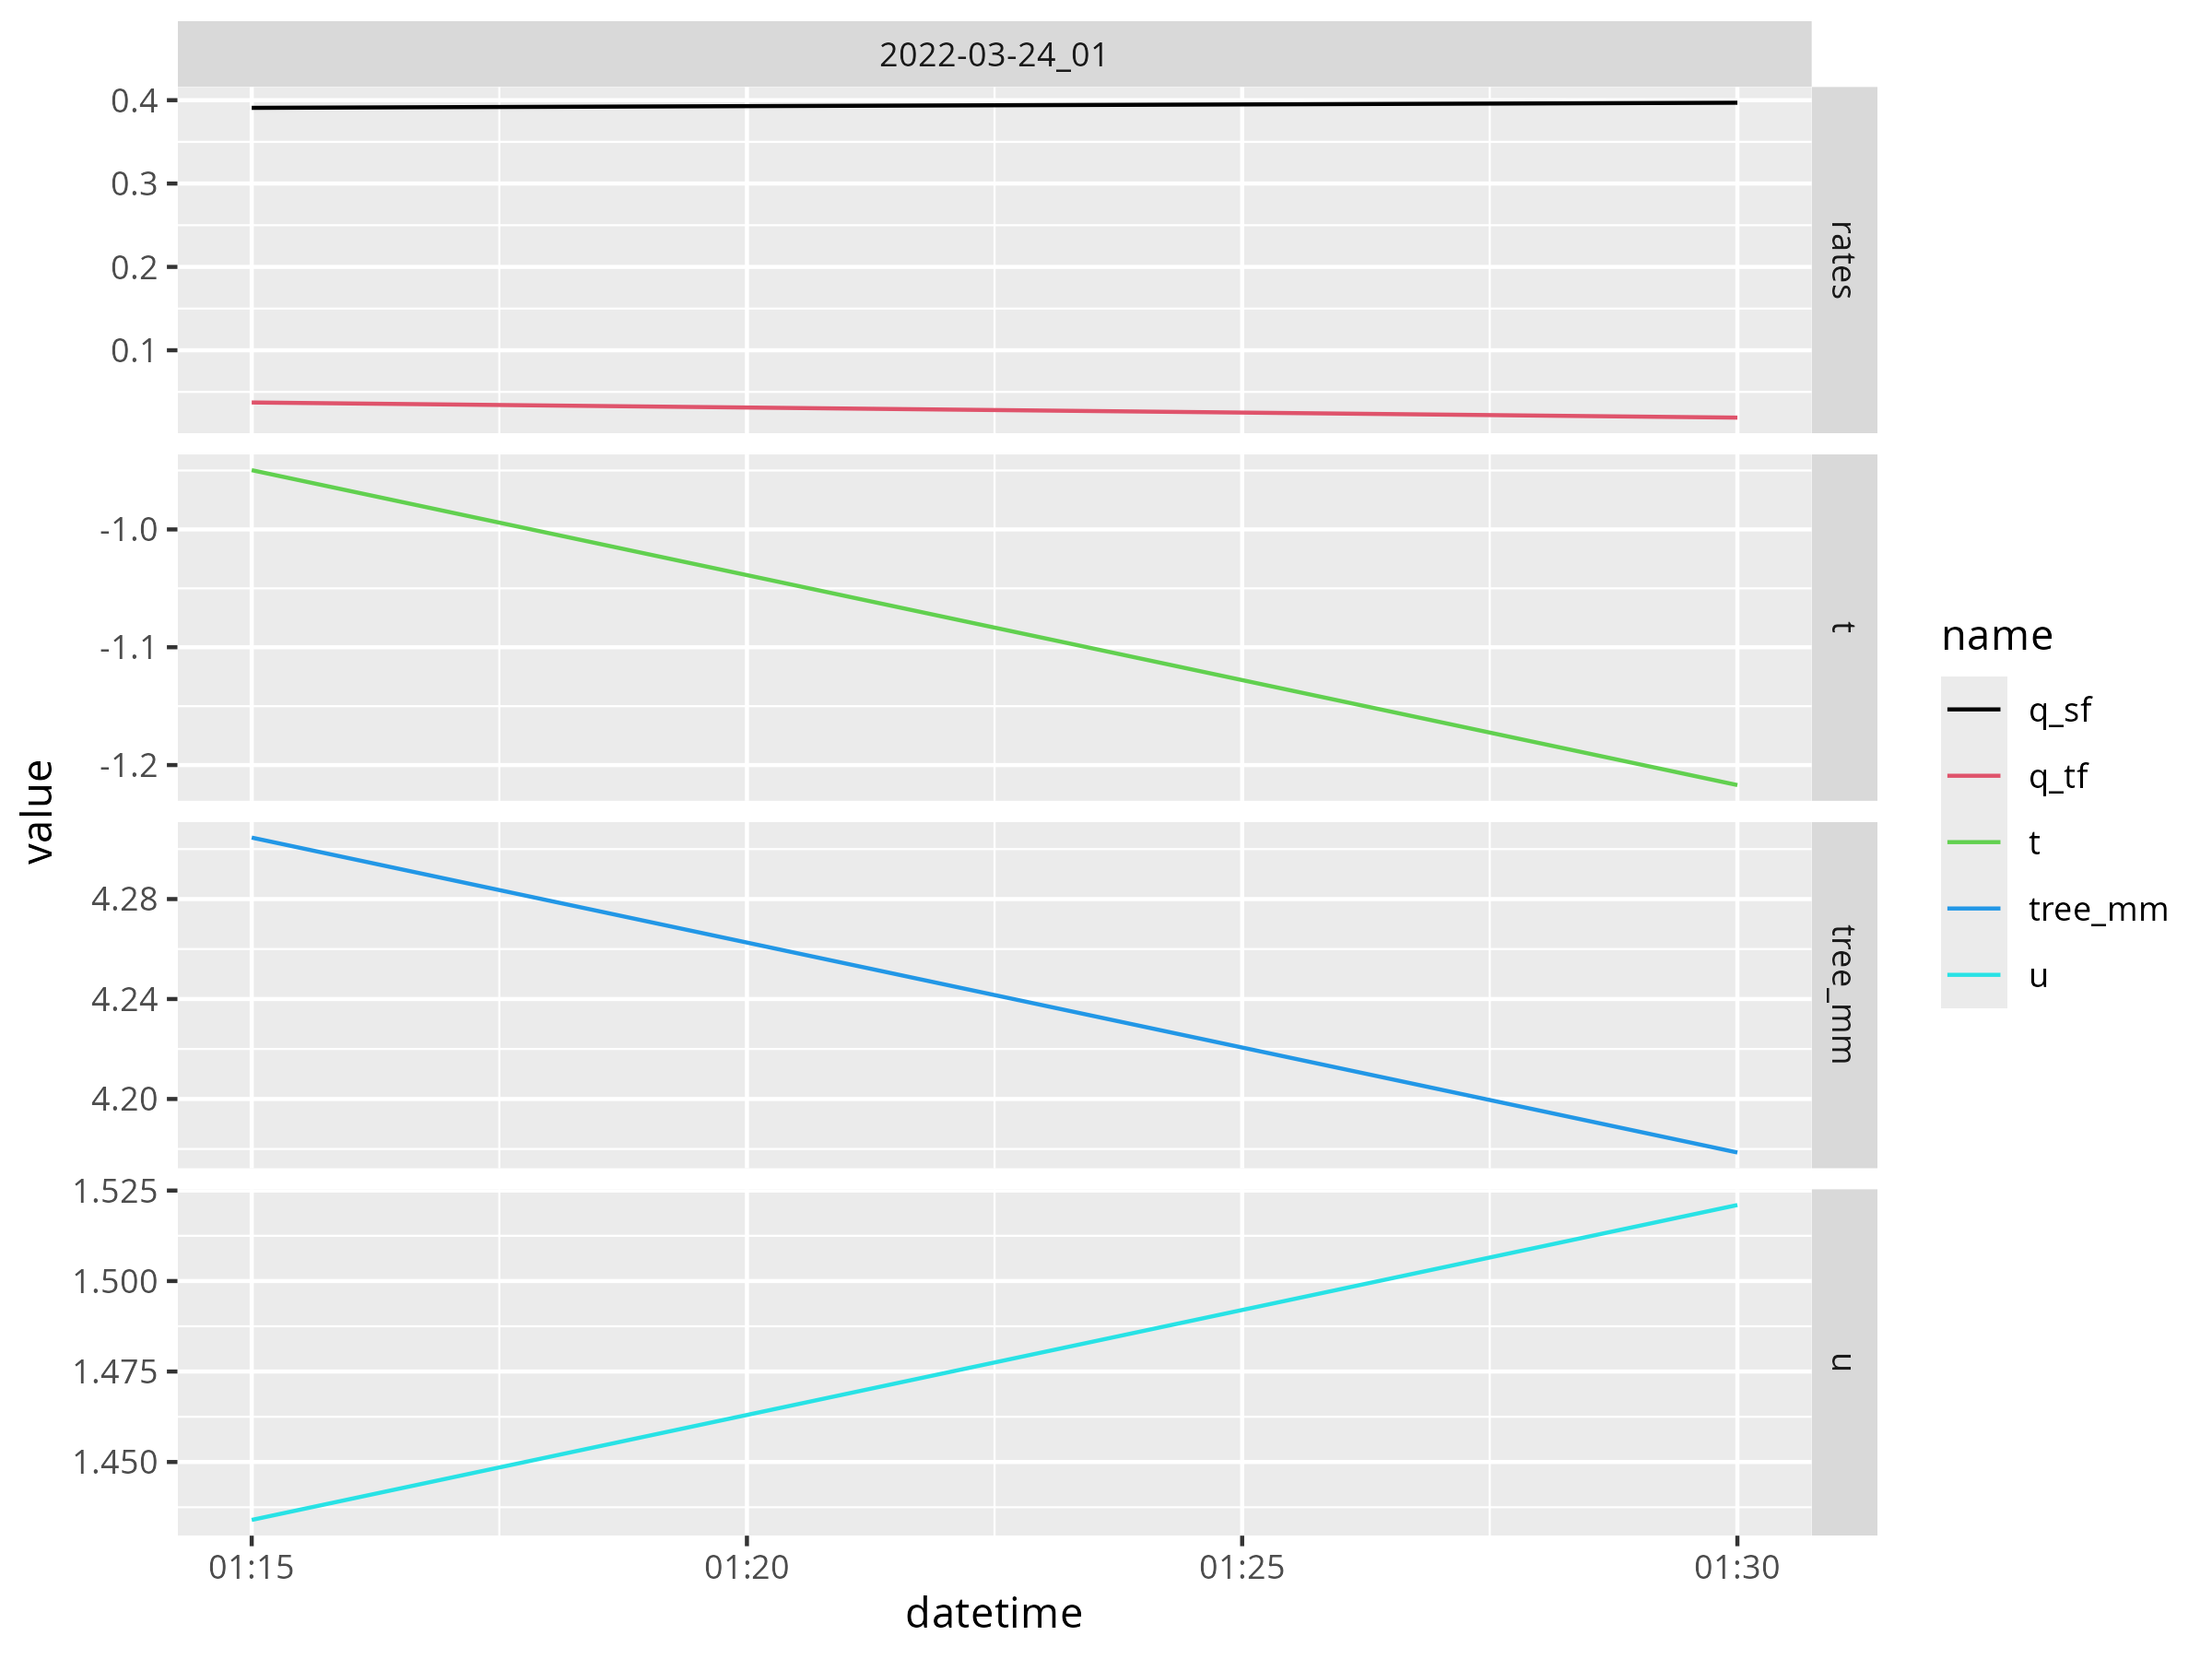 2022-03-24_01
0.4
0.3
0.2
0.1
rates
-1.0
-1.1
-1.2
t
4.28
4.24
4.20
tree_mm
1.525
1.500
1.475
1.450
u
01:15 01:20 01:25 01:30
datetime
value
name
q_sf
q_tf
t
tree_mm
u